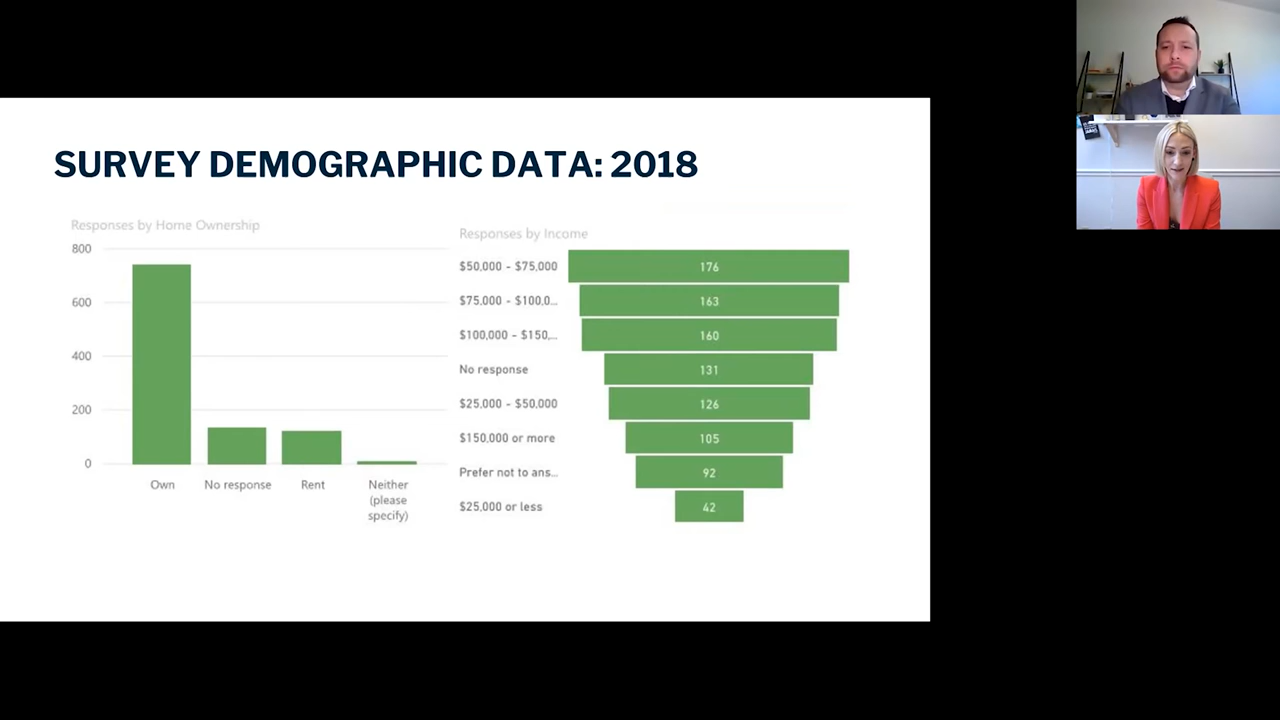 SURVEY DEMOGRAPHIC DATA: 2018
Responses by Home Ownership
800
600
400
200
0
Own
No response
Rent
Neither
(please
specify)
Responses by Income
$50,000 - $75,000 176
$75,000 - $100,0... 163
$100,000 - $150,... 160
No response 131
$25,000 - $50,000 126
$150,000 or more 105
Prefer not to ans... 92
$25,000 or less 42